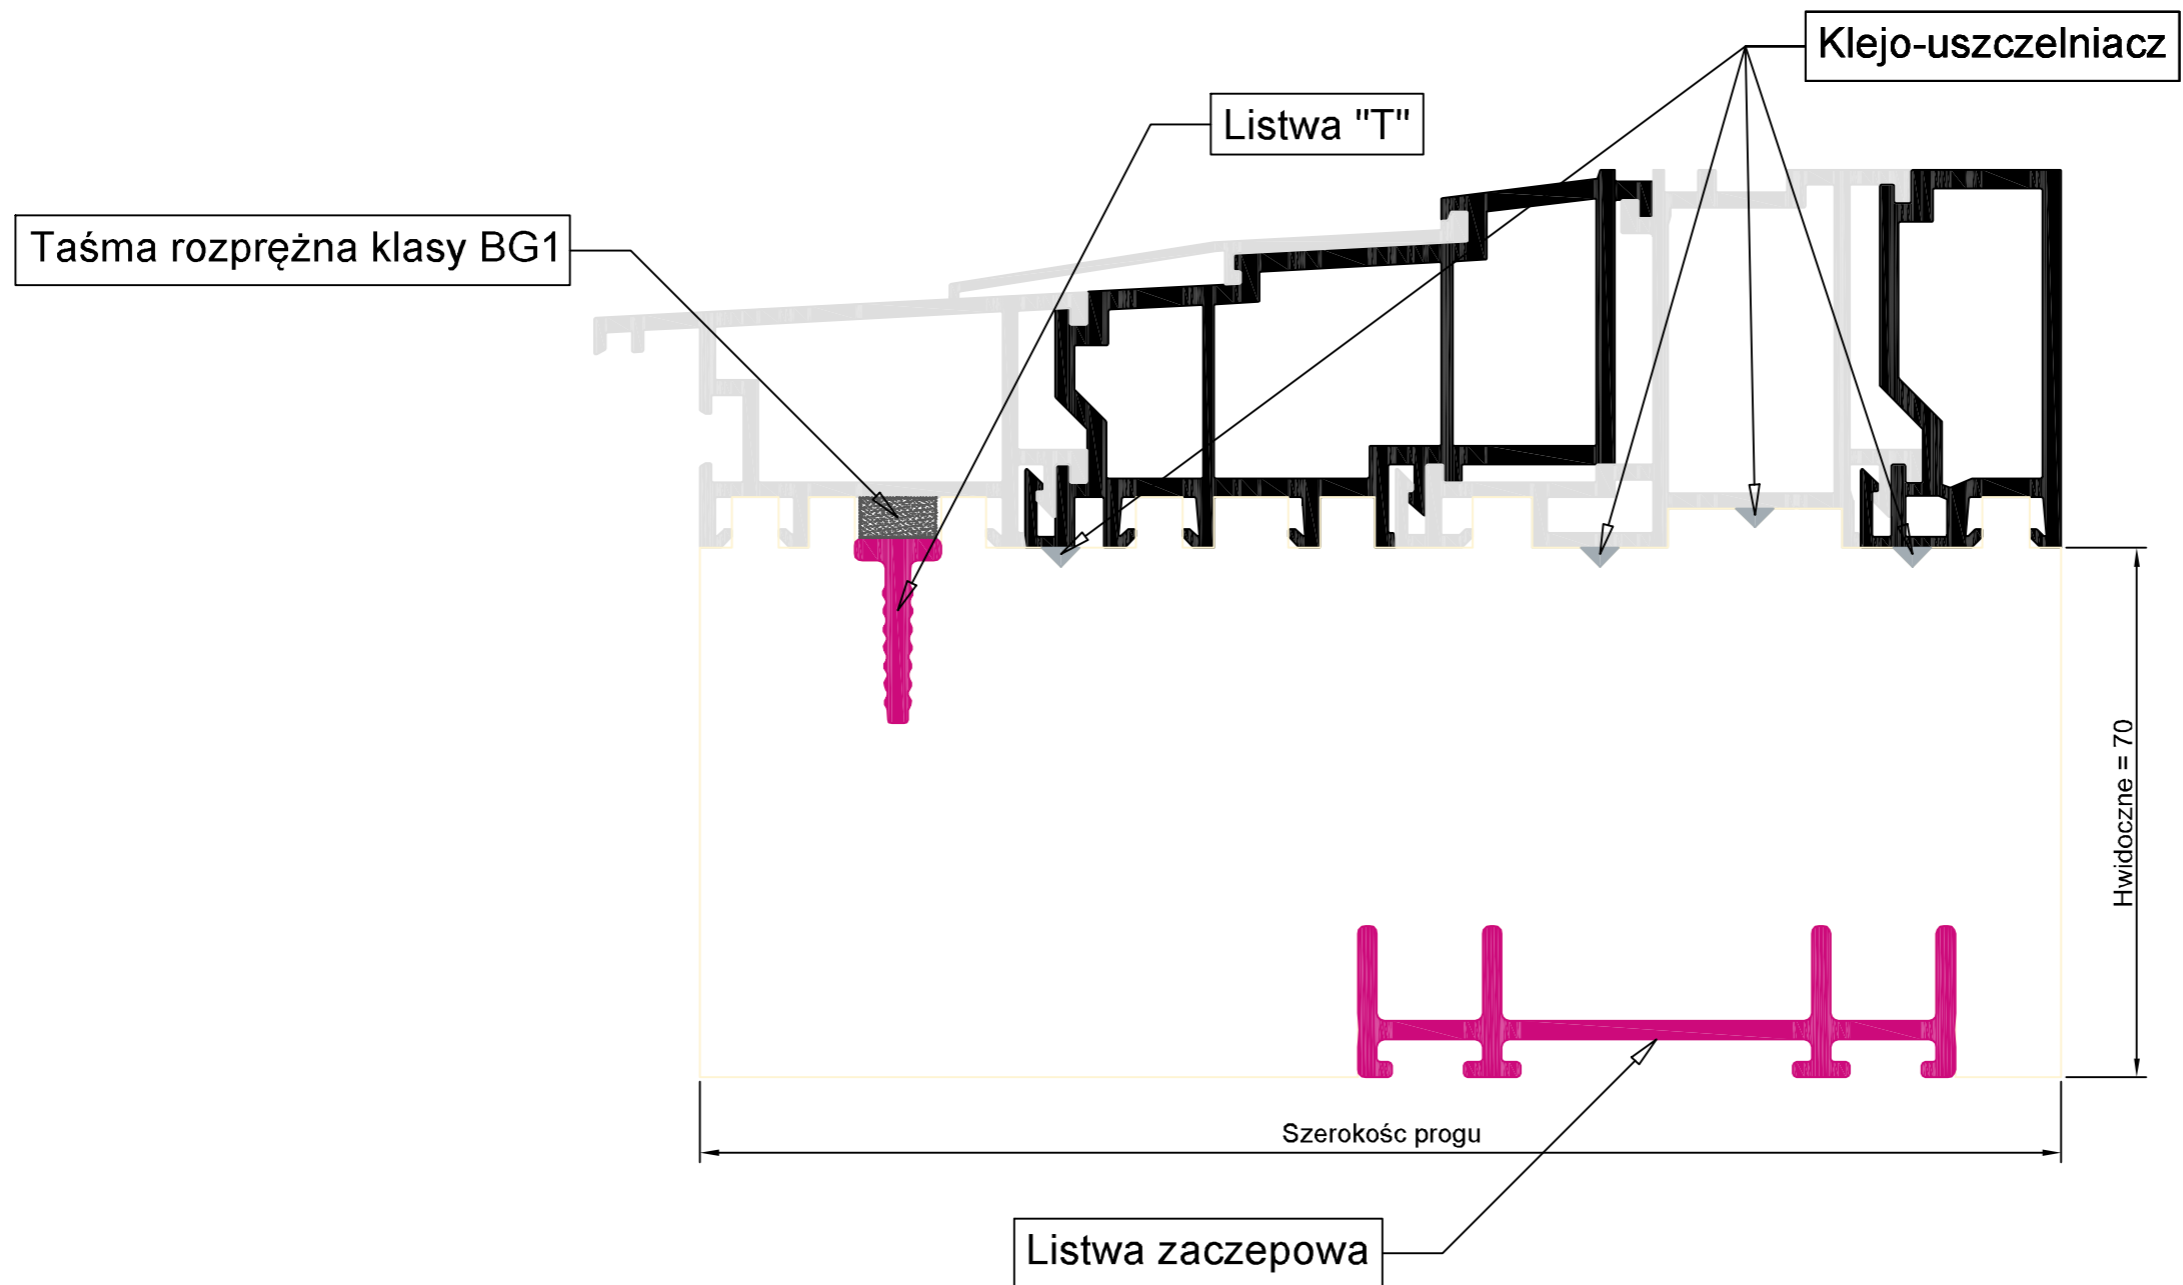 Klejo-uszczelniacz
Listwa "T"
Taśma rozprężna klasy BG1
Hwidoczne = 70
Szerokośc progu
Listwa zaczepowa